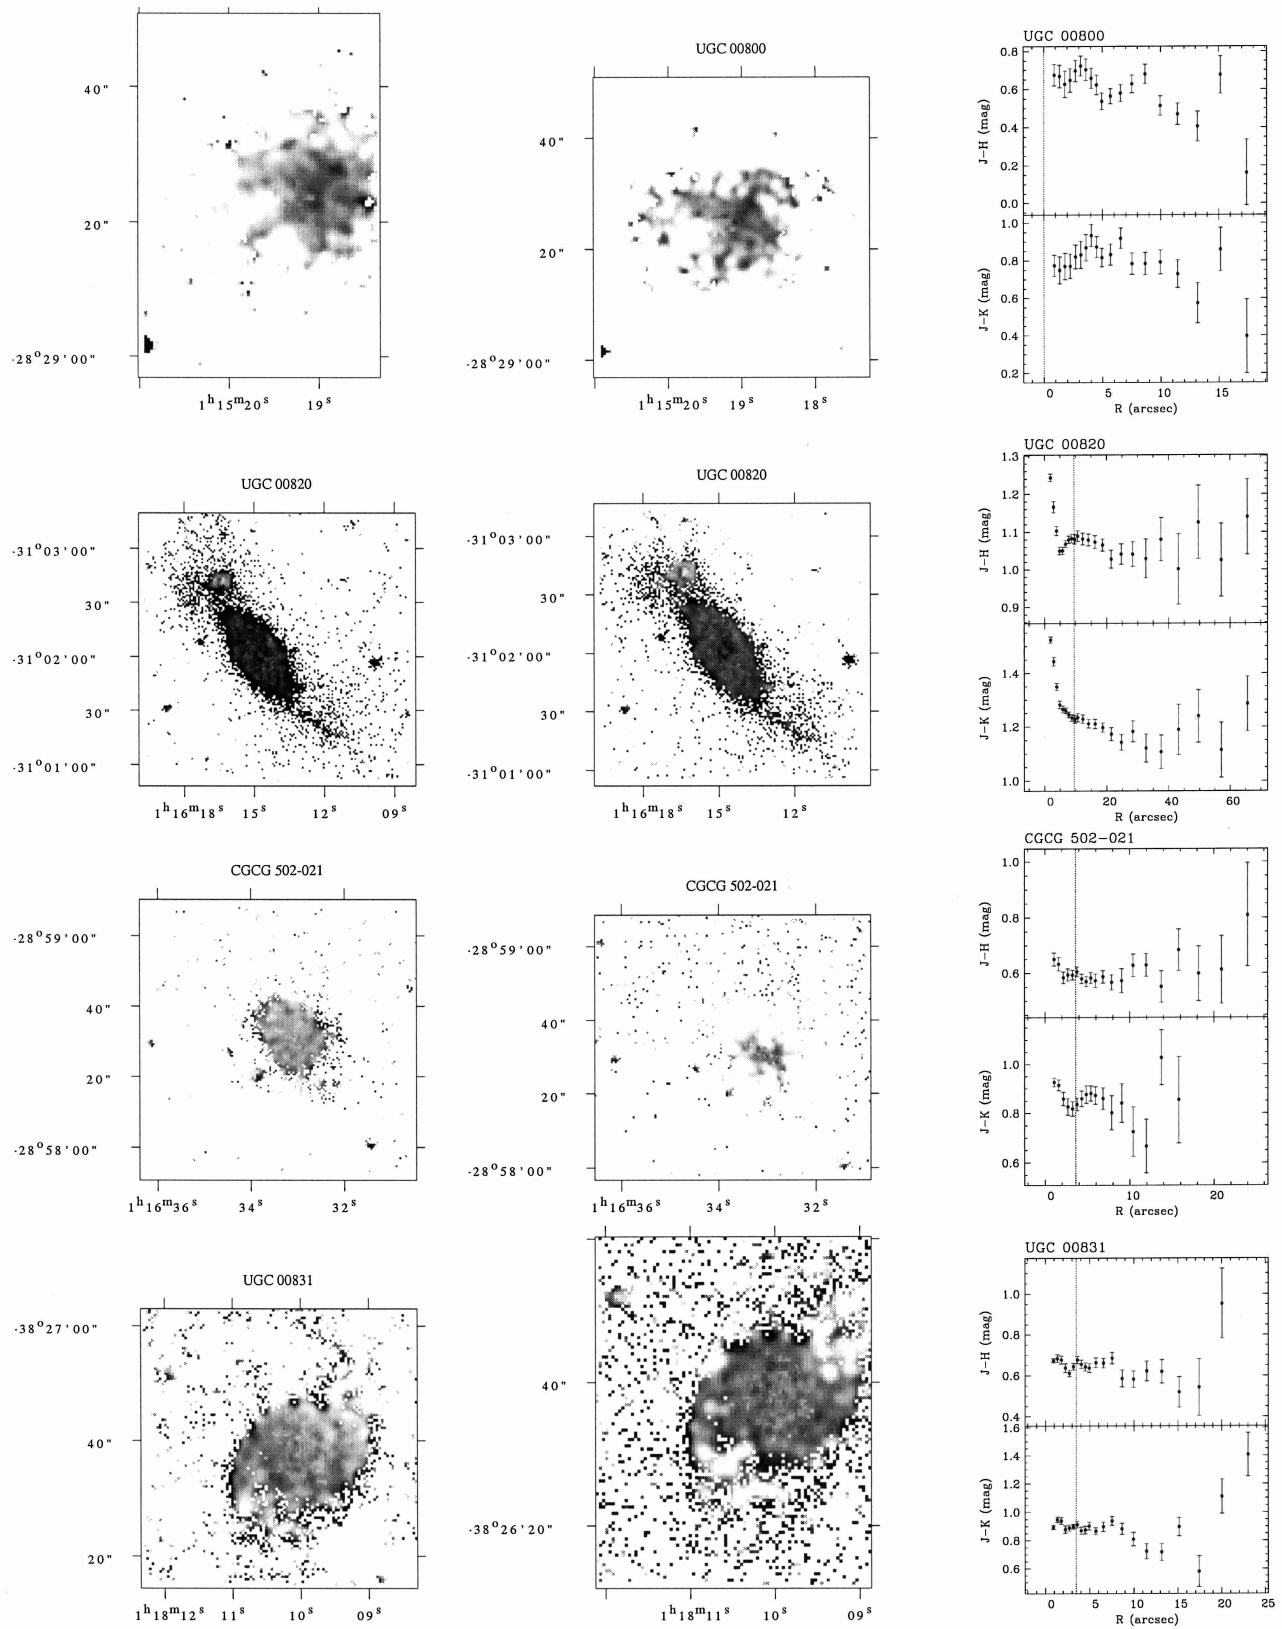 40"
20"
-28°29'00"
1ʰ15ᵐ20ˢ 19ˢ
UGC 00800
40"
20"
-28°29'00"
1ʰ15ᵐ20ˢ 19ˢ 18ˢ
UGC 00800
0.8
0.6
0.4
0.2
0.0
J-H (mag)
1.0
0.8
0.6
0.4
0.2
J-K (mag)
0 5 10 15
R (arcsec)
UGC 00820
-31°03'00"
30"
-31°02'00"
30"
-31°01'00"
1ʰ16ᵐ18ˢ 15ˢ 12ˢ 09ˢ
UGC 00820
-31°03'00"
30"
-31°02'00"
30"
-31°01'00"
1ʰ16ᵐ18ˢ 15ˢ 12ˢ
UGC 00820
1.3
1.2
1.1
1.0
0.9
J-H (mag)
1.4
1.2
1.0
J-K (mag)
0 20 40 60
R (arcsec)
CGCG 502-021
-28°59'00"
40"
20"
-28°58'00"
1ʰ16ᵐ36ˢ 34ˢ 32ˢ
CGCG 502-021
-28°59'00"
40"
20"
-28°58'00"
1ʰ16ᵐ36ˢ 34ˢ 32ˢ
CGCG 502-021
1.0
0.8
0.6
J-H (mag)
1.0
0.8
0.6
J-K (mag)
0 10 20
R (arcsec)
UGC 00831
-38°27'00"
40"
20"
1ʰ18ᵐ12ˢ 11ˢ 10ˢ 09ˢ
40"
-38°26'20"
1ʰ18ᵐ11ˢ 10ˢ 09ˢ
UGC 00831
1.0
0.8
0.6
0.4
J-H (mag)
1.6
1.4
1.2
1.0
0.8
0.6
J-K (mag)
0 5 10 15 20 25
R (arcsec)